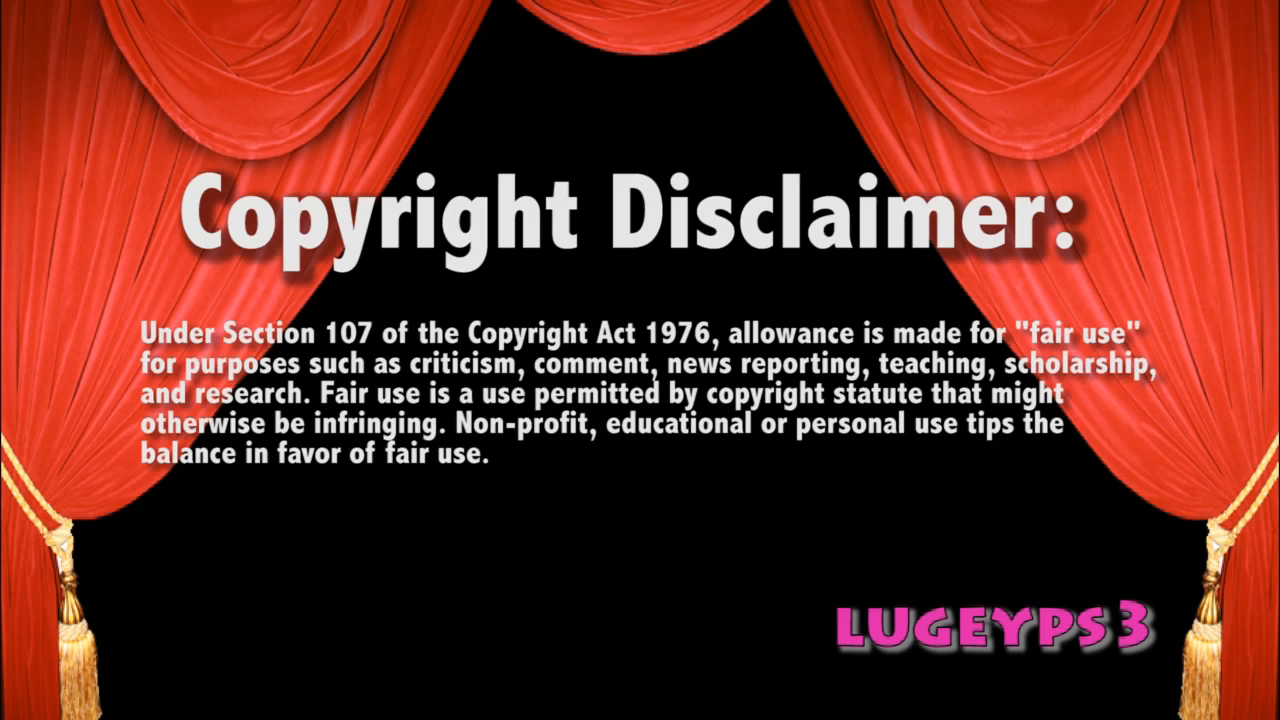 Copyright Disclaimer:
Under Section 107 of the Copyright Act 1976, allowance is made for "fair use"
for purposes such as criticism, comment, news reporting, teaching, scholarship,
and research. Fair use is a use permitted by copyright statute that might
otherwise be infringing. Non-profit, educational or personal use tips the
balance in favor of fair use.
LUGEYPS3